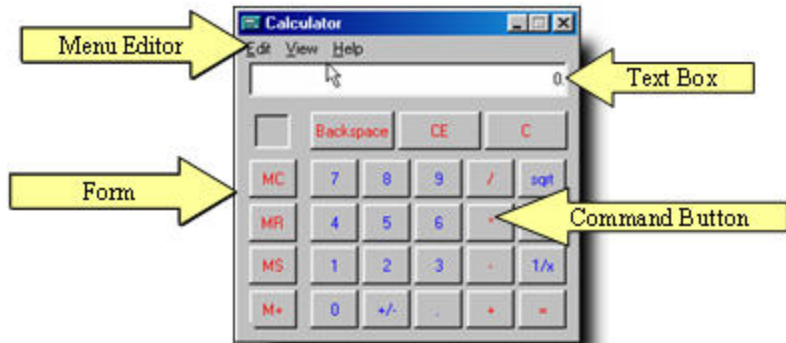 Calculator
Menu Editor
Edit View Help
0.
Text Box
Backspace CE C
MC 7 8 9 / sqrt
Form
MR 4 5 6 *
Command Button
MS 1 2 3 - 1/x
M+ 0 +/- . + =